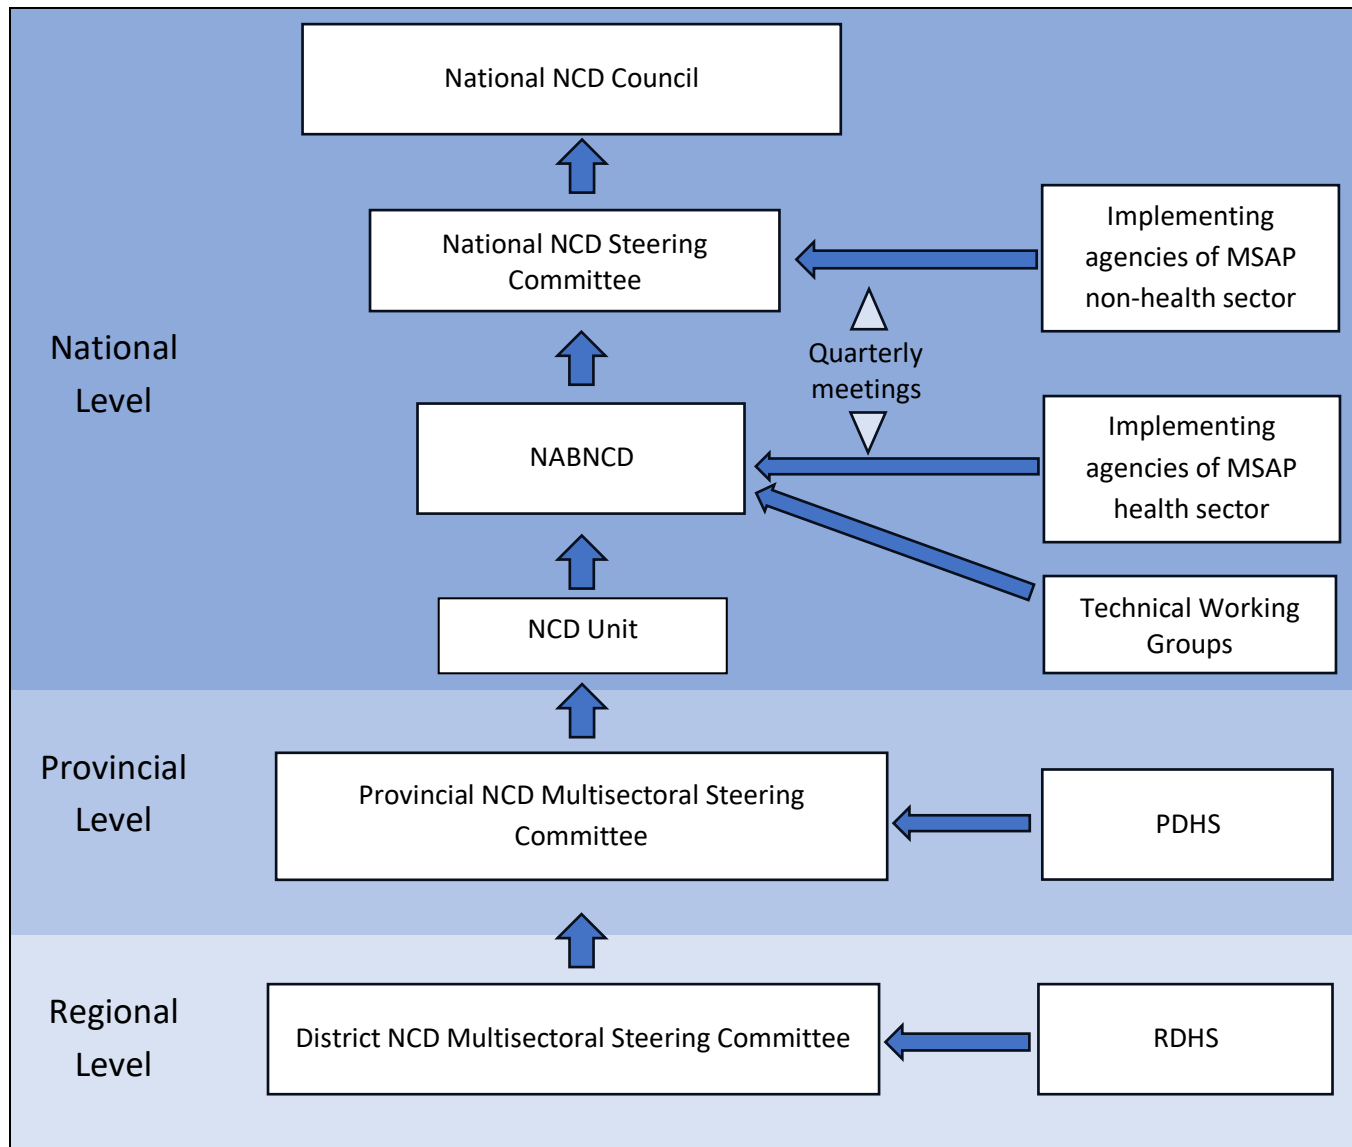 National NCD Council
National NCD Steering
Committee
Implementing
agencies of MSAP
non-health sector
Quarterly
meetings
National
Level
NABNCD
Implementing
agencies of MSAP
health sector
NCD Unit
Technical Working
Groups
Provincial
Level
Provincial NCD Multisectoral Steering
Committee
PDHS
Regional
Level
District NCD Multisectoral Steering Committee
RDHS